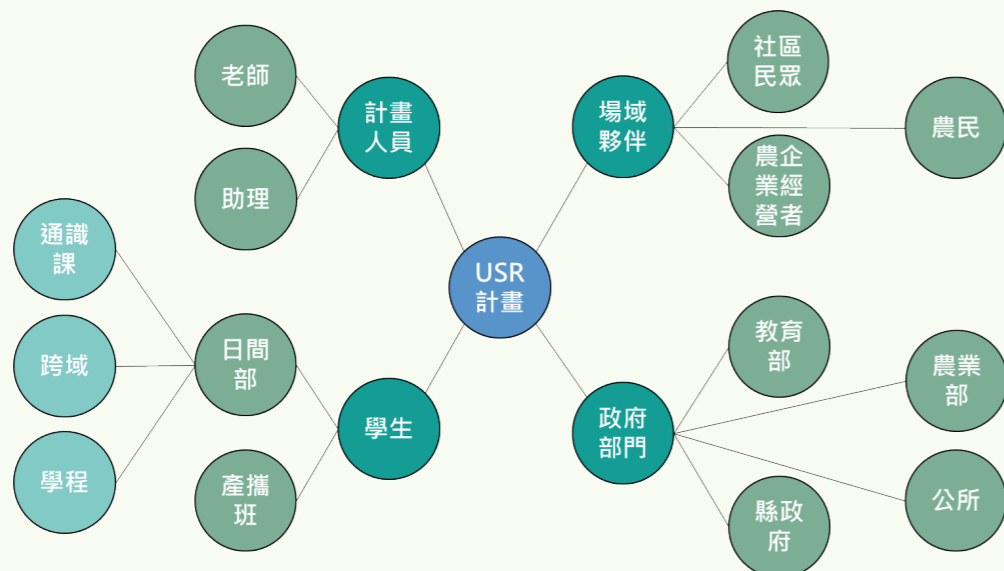 老師
計畫
人員
助理
通識
課
跨域
日間
部
學程
產攜
班
學生
USR
計畫
場域
夥伴
社區
民眾
農民
農企
業經
營者
教育
部
農業
部
政府
部門
公所
縣政
府